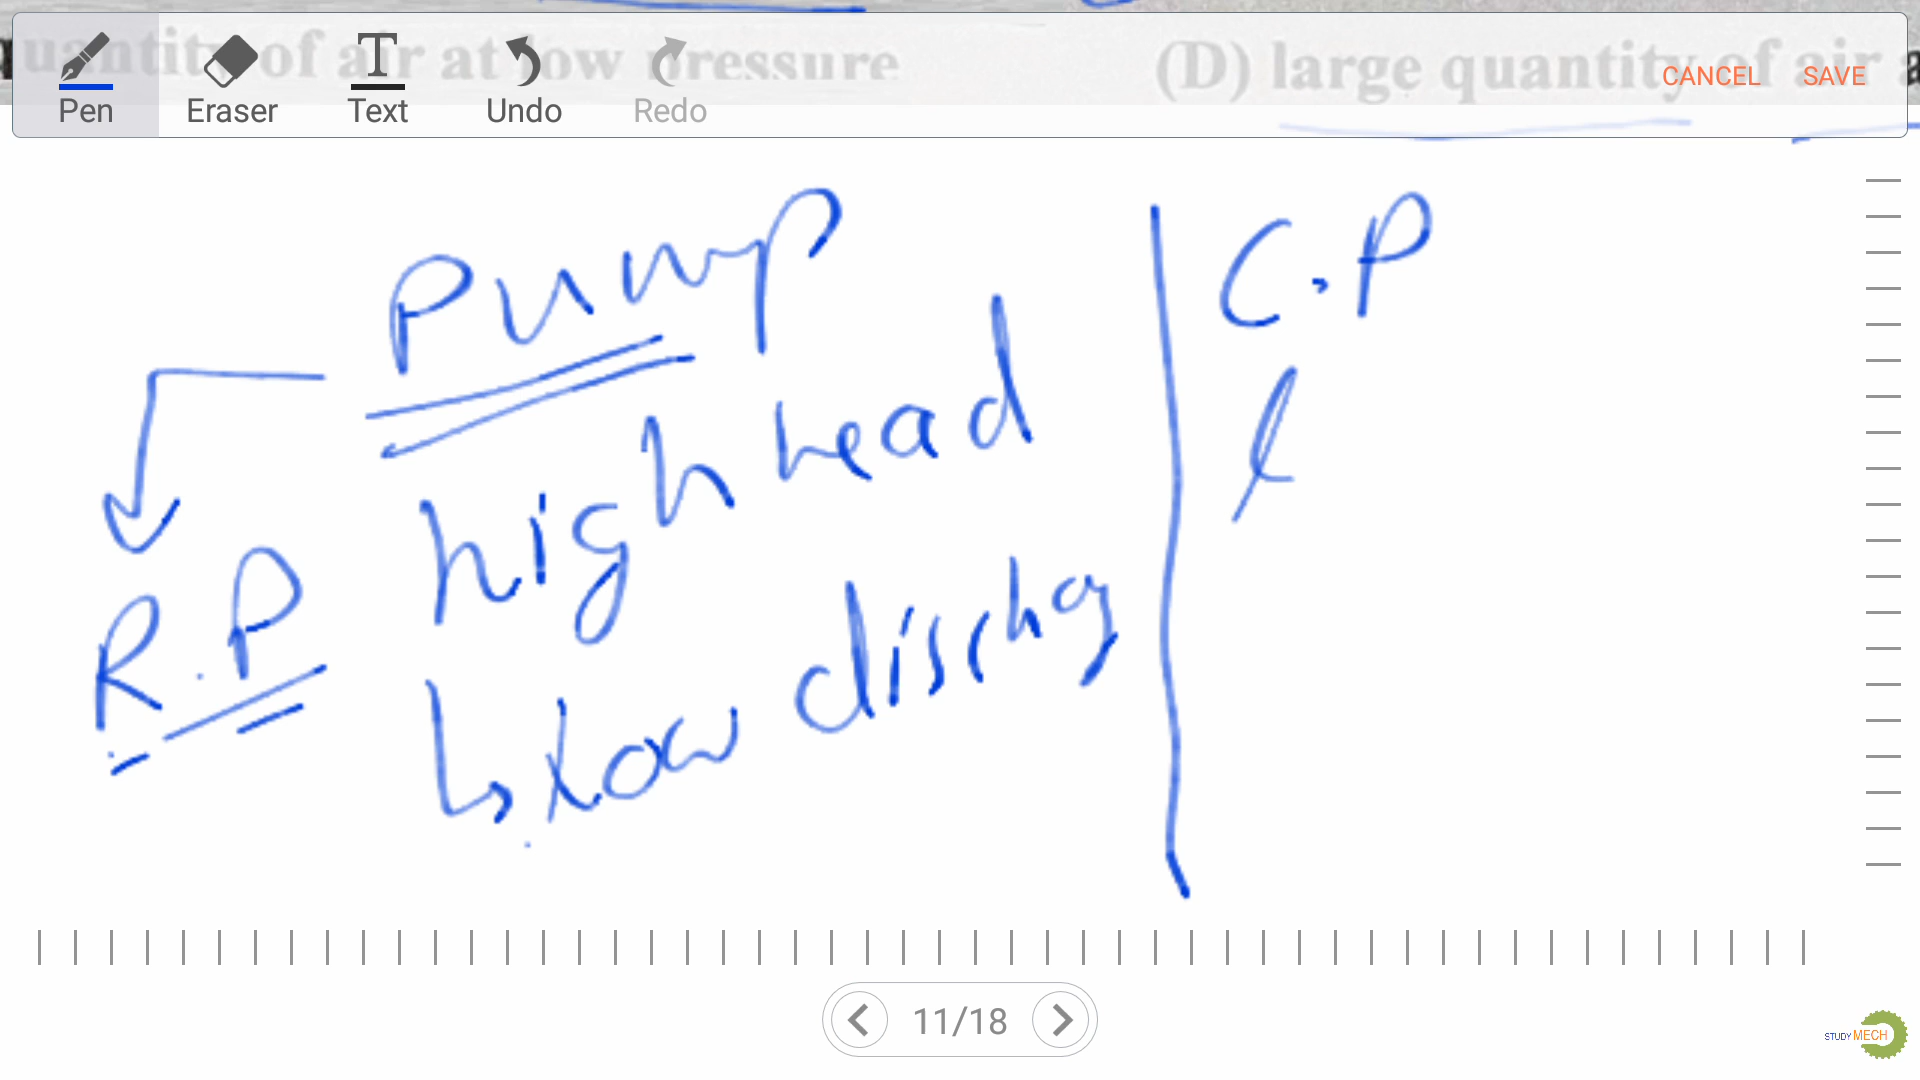 uantity of air at low pressure
(D) large quantity of air a
Pen
Eraser
Text
Undo
Redo
CANCEL
SAVE
Pump
R.P
high head
low discha
C.P
l
11/18
STUDY MECH